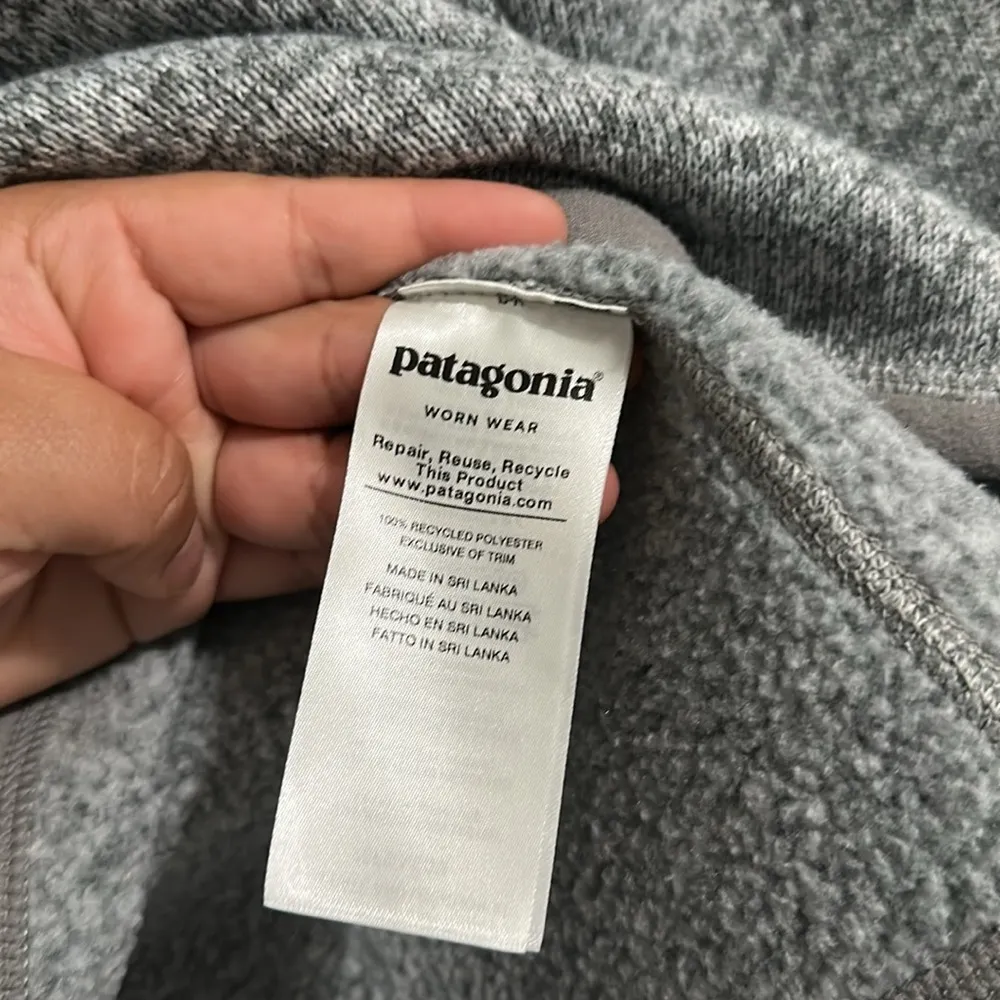 patagonia®
WORN WEAR
Repair, Reuse, Recycle
This Product
www.patagonia.com
100% RECYCLED POLYESTER
EXCLUSIVE OF TRIM
MADE IN SRI LANKA
FABRIQUÉ AU SRI LANKA
HECHO EN SRI LANKA
FATTO IN SRI LANKA